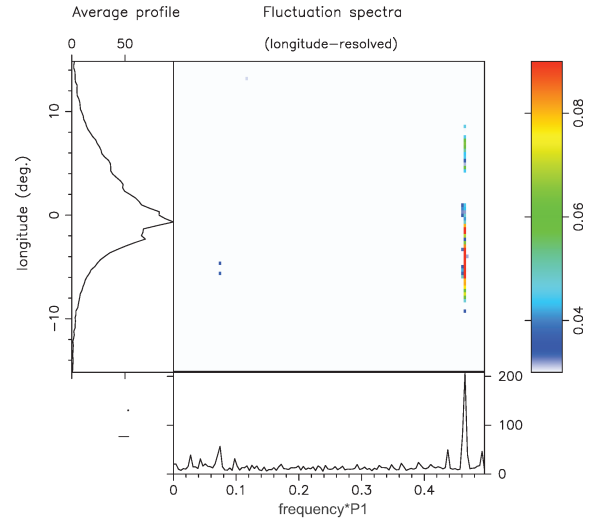 Average profile
Fluctuation spectra
(longitude-resolved)
0 50
longitude (deg.)
10
0
−10
0.08
0.06
0.04
200
100
0
0 0.1 0.2 0.3 0.4
frequency*P1